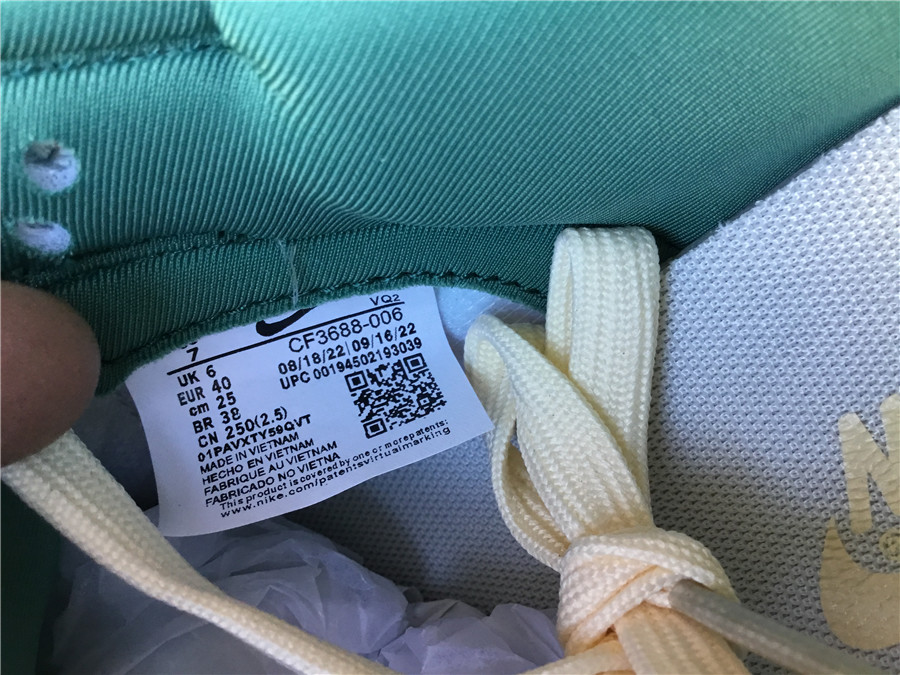 VQ2
7
CF3688-006
UK 6
08/18/22 09/16/22
EUR 40
UPC 00194502193039
cm 25
BR 38
CN 250(2.5)
01PAVXTY59QVT
MADE IN VIETNAM
HECHO EN VIETNAM
FABRIQUE AU VIETNAM
FABRICADO NO VIETNA
This product is covered by one or more patents:
www.nike.com/patentsvirtualmarking